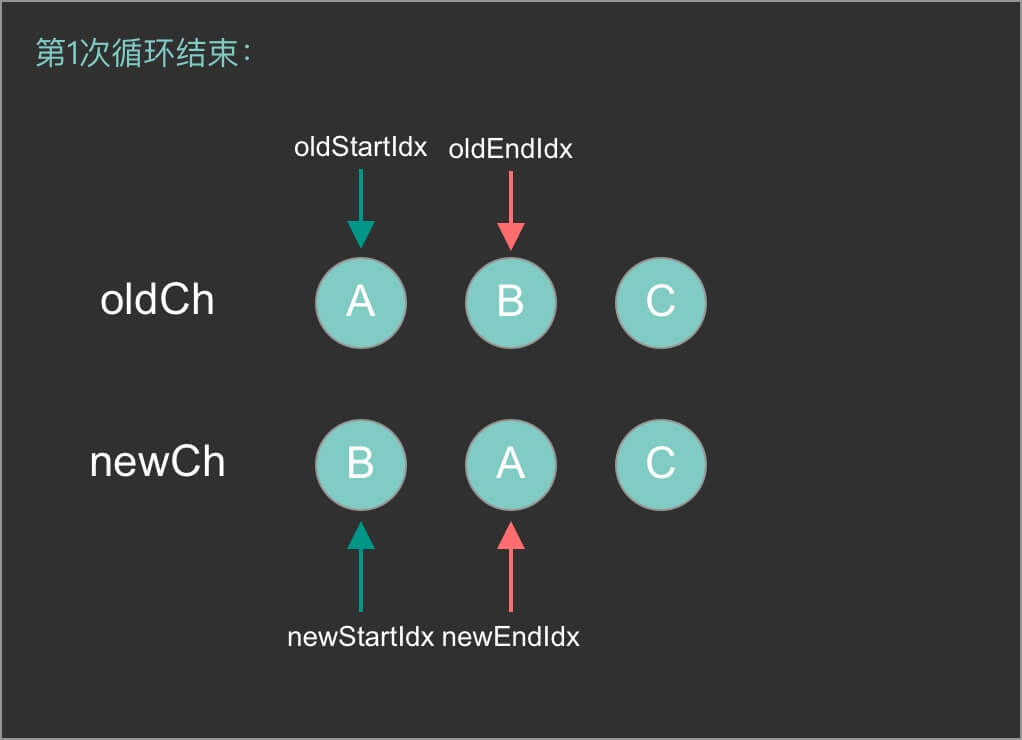 第1次循环结束：
oldStartIdx oldEndIdx
oldCh A B C
newCh B A C
newStartIdx newEndIdx